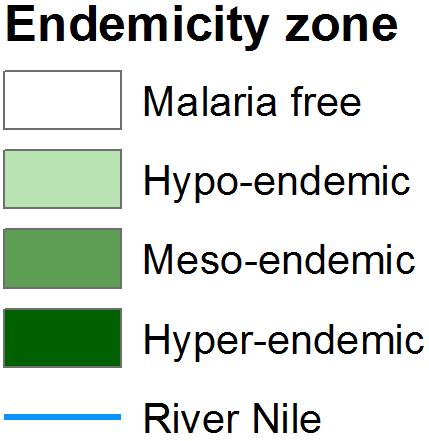 Endemicity zone
Malaria free
Hypo-endemic
Meso-endemic
Hyper-endemic
River Nile